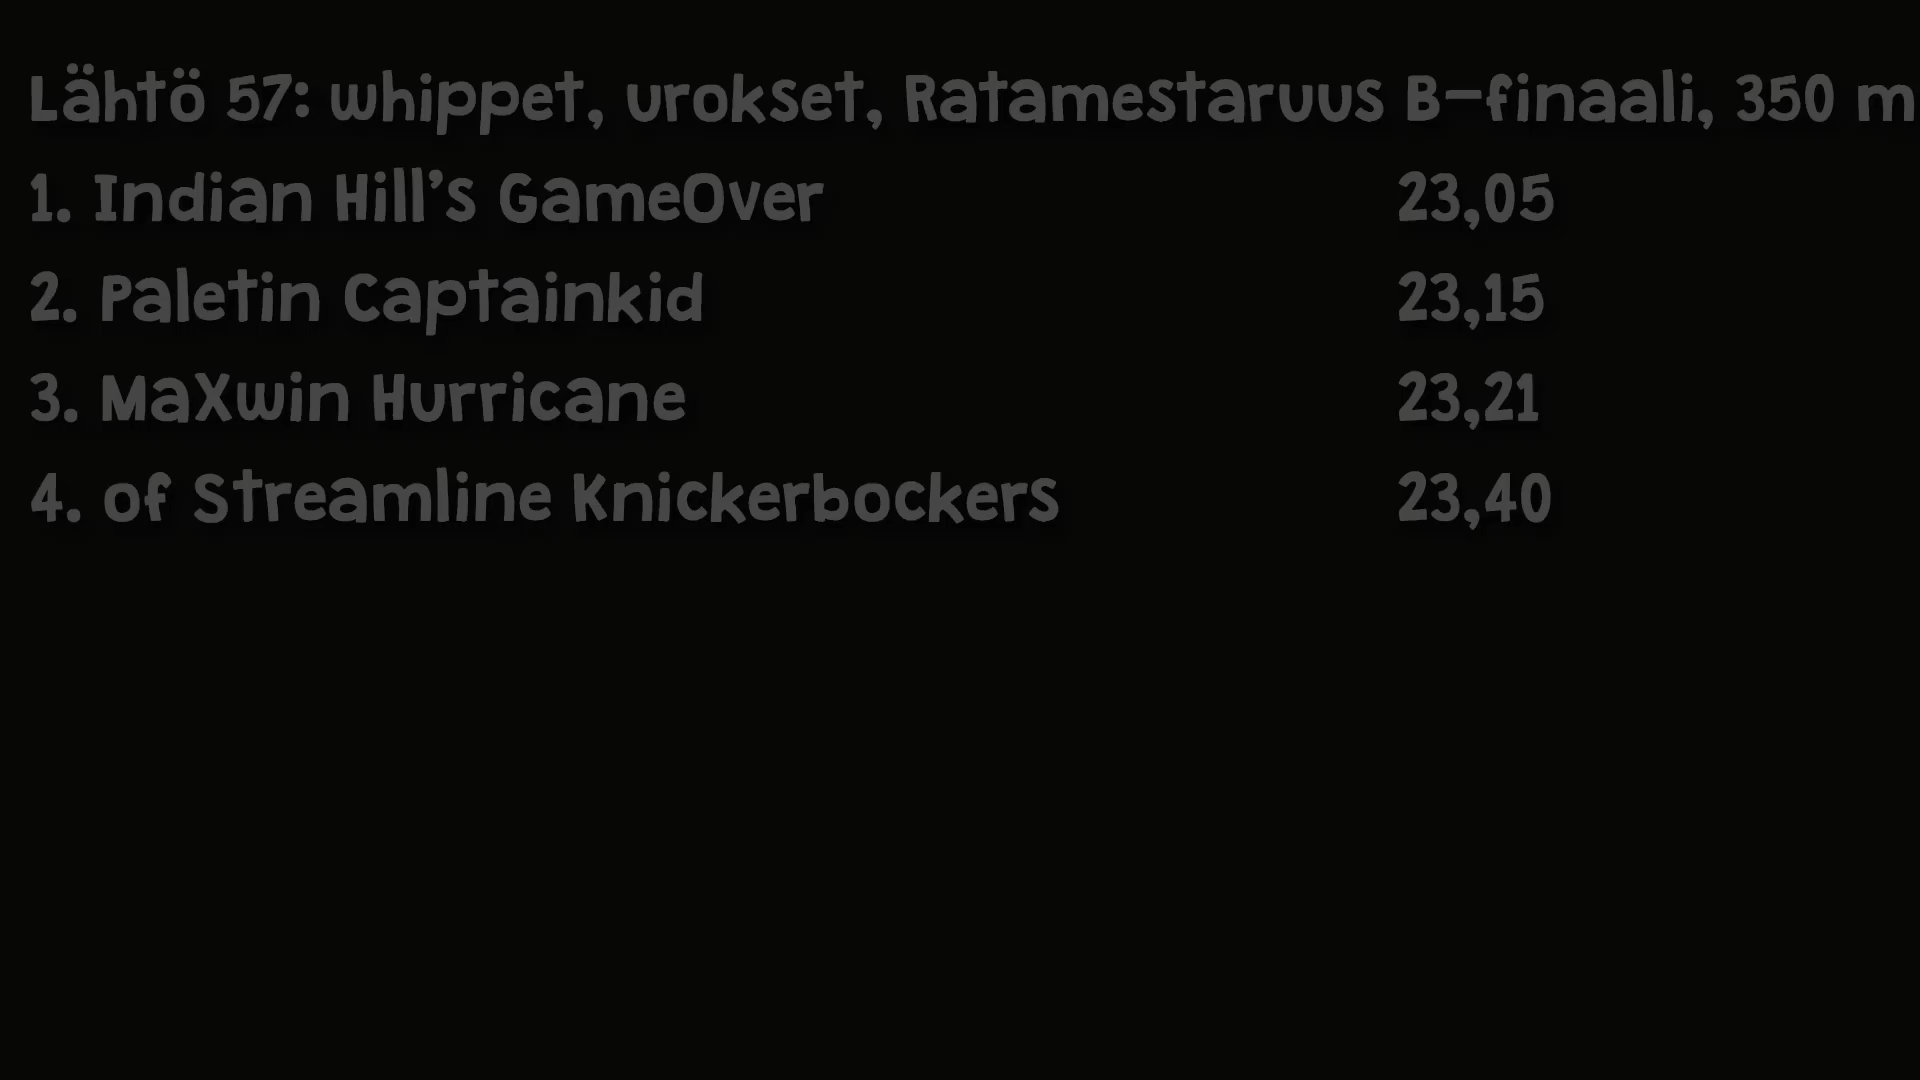 Lähtö 57: whippet, urokset, Ratamestaruus B-finaali, 350 m
1. Indian Hill's GameOver 23,05
2. Paletin Captainkid 23,15
3. MaXwin Hurricane 23,21
4. of Streamline Knickerbockers 23,40